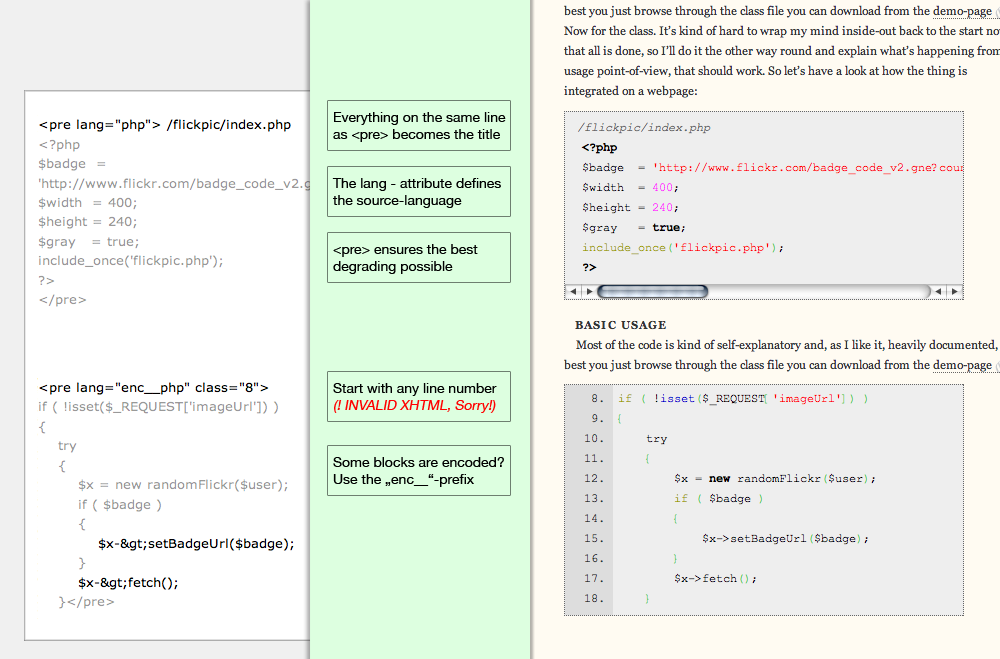 <pre lang="php"> /flickpic/index.php
<?php
$badge  =
'http://www.flickr.com/badge_code_v2.g
$width  = 400;
$height = 240;
$gray   = true;
include_once('flickpic.php');
?>
</pre>
<pre lang="enc__php" class="8">
if ( !isset($_REQUEST['imageUrl']) )
{
try
{
$x = new randomFlickr($user);
if ( $badge )
{
$x-&gt;setBadgeUrl($badge);
}
$x-&gt;fetch();
}</pre>
Everything on the same line
as <pre> becomes the title
The lang - attribute defines
the source-language
<pre> ensures the best
degrading possible
Start with any line number
(! INVALID XHTML, Sorry!)
Some blocks are encoded?
Use the „enc__“-prefix
best you just browse through the class file you can download from the demo-page
Now for the class. It's kind of hard to wrap my mind inside-out back to the start no
that all is done, so I'll do it the other way round and explain what's happening from
usage point-of-view, that should work. So let's have a look at how the thing is
integrated on a webpage:
/flickpic/index.php
<?php
$badge  = 'http://www.flickr.com/badge_code_v2.gne?cou
$width  = 400;
$height = 240;
$gray   = true;
include_once('flickpic.php');
?>
BASIC USAGE
Most of the code is kind of self-explanatory and, as I like it, heavily documented,
best you just browse through the class file you can download from the demo-page
8. if ( !isset($_REQUEST['imageUrl']) )
9. {
10. try
11. {
12. $x = new randomFlickr($user);
13. if ( $badge )
14. {
15. $x->setBadgeUrl($badge);
16. }
17. $x->fetch();
18. }